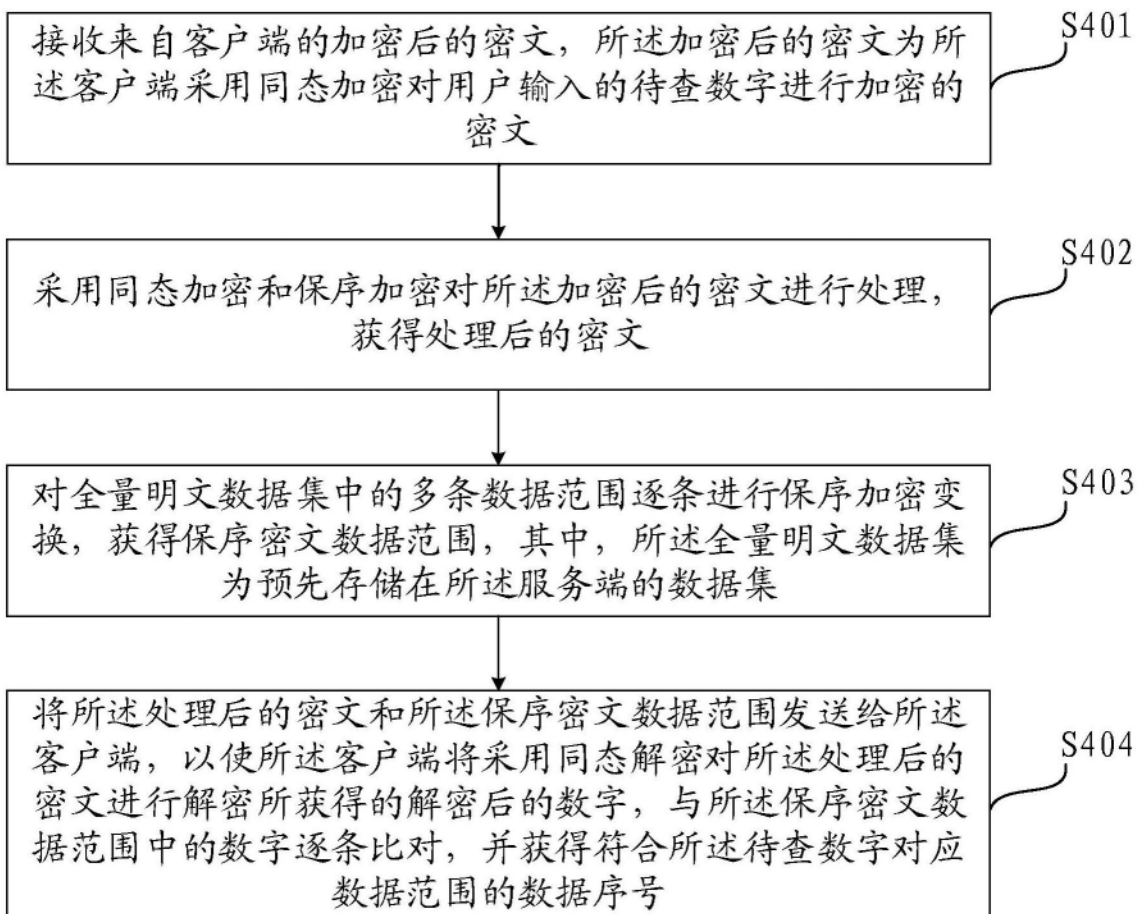 接收来自客户端的加密后的密文，所述加密后的密文为所
述客户端采用同态加密对用户输入的待查数字进行加密的
密文
S401
采用同态加密和保序加密对所述加密后的密文进行处理，
获得处理后的密文
S402
对全量明文数据集中的多条数据范围逐条进行保序加密变
换，获得保序密文数据范围，其中，所述全量明文数据集
为预先存储在所述服务端的数据集
S403
将所述处理后的密文和所述保序密文数据范围发送给所述
客户端，以使所述客户端将采用同态解密对所述处理后的
密文进行解密所获得的解密后的数字，与所述保序密文数
据范围中的数字逐条比对，并获得符合所述待查数字对应
数据范围的数据序号
S404